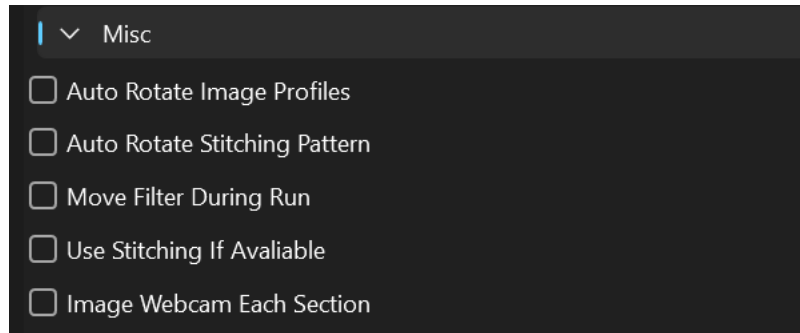 Misc
Auto Rotate Image Profiles
Auto Rotate Stitching Pattern
Move Filter During Run
Use Stitching If Avaliable
Image Webcam Each Section